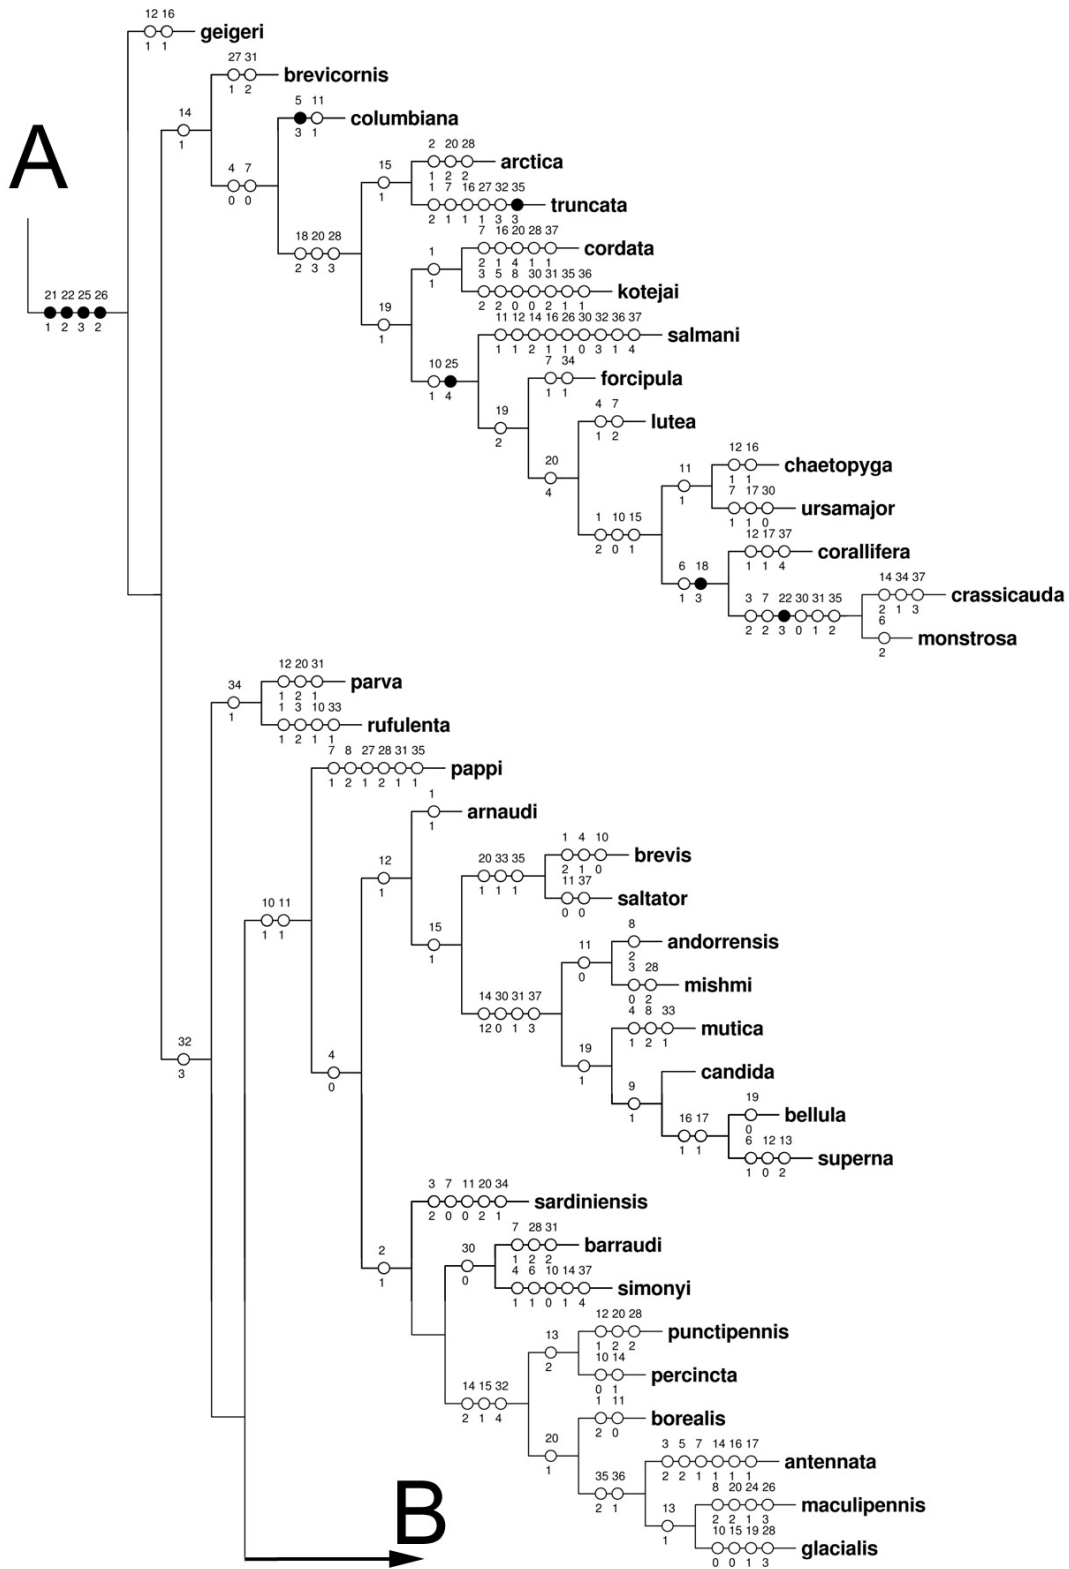 12 16
geigeri
1 1
27 31
brevicornis
1 2
A
14
1
5 11
columbiana
3 1
4 7
0 0
2 20 28
arctica
1 2 2
15
1
1 7 16 27 32 35
truncata
2 1 1 1 3 3
18 20 28
2 3 3
7 16 20 28 37
cordata
2 1 4 1 1
1
1
3 5 8 30 31 35 36
kotejai
2 2 0 0 2 1 1
21 22 25 26
1 2 3 2
19
1
11 12 14 16 26 30 32 36 37
salmani
1 1 2 1 1 0 3 1 4
10 25
1 4
7 34
forcipula
1 1
19
2
4 7
lutea
1 2
20
4
12 16
chaetopyga
1 1
11
1
7 17 30
ursamajor
1 1 0
1 10 15
2 0 1
12 17 37
corallifera
1 1 4
6 18
1 3
14 34 37
crassicauda
2 1 3
3 7 22 30 31 35
2 2 3 0 1 2
6
monstrosa
2
12 20 31
parva
1 2 1
34
1
1 3 10 33
rufulenta
1 2 1 1
7 8 27 28 31 35
pappi
1 2 1 2 1 1
1
arnaudi
1
12
1
1 4 10
brevis
2 1 0
20 33 35
1 1 1
11 37
saltator
0 0
10 11
1 1
15
1
8
andorrensis
2
11
0
3 28
mishmi
0 2
14 30 31 37
12 0 1 3
4 8 33
mutica
1 2 1
32
3
4
0
19
1
candida
9
1
19
bellula
0
16 17
1 1
6 12 13
superna
1 0 2
3 7 11 20 34
sardiniensis
2 0 0 2 1
2
1
7 28 31
barraudi
1 2 2
30
0
4 6 10 14 37
simonyi
1 1 0 1 4
12 20 28
punctipennis
1 2 2
13
2
10 14
percincta
0 1
14 15 32
2 1 4
1 11
borealis
2 0
20
1
3 5 7 14 16 17
antennata
2 2 1 1 1 1
35 36
2 1
8 20 24 26
maculipennis
2 2 1 3
13
1
10 15 19 28
glacialis
0 0 1 3
B